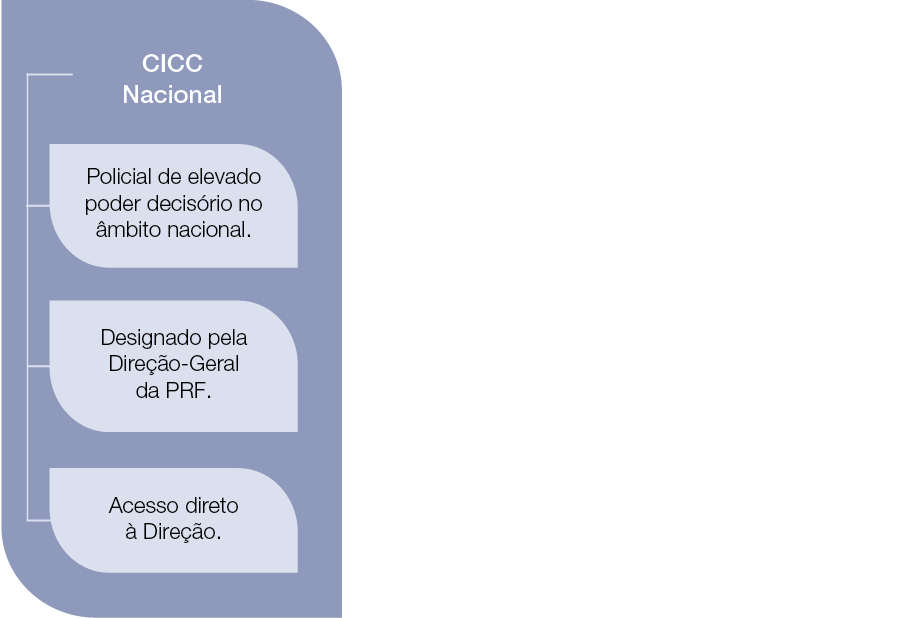 CICC
Nacional
Policial de elevado
poder decisório no
âmbito nacional.
Designado pela
Direção-Geral
da PRF.
Acesso direto
à Direção.